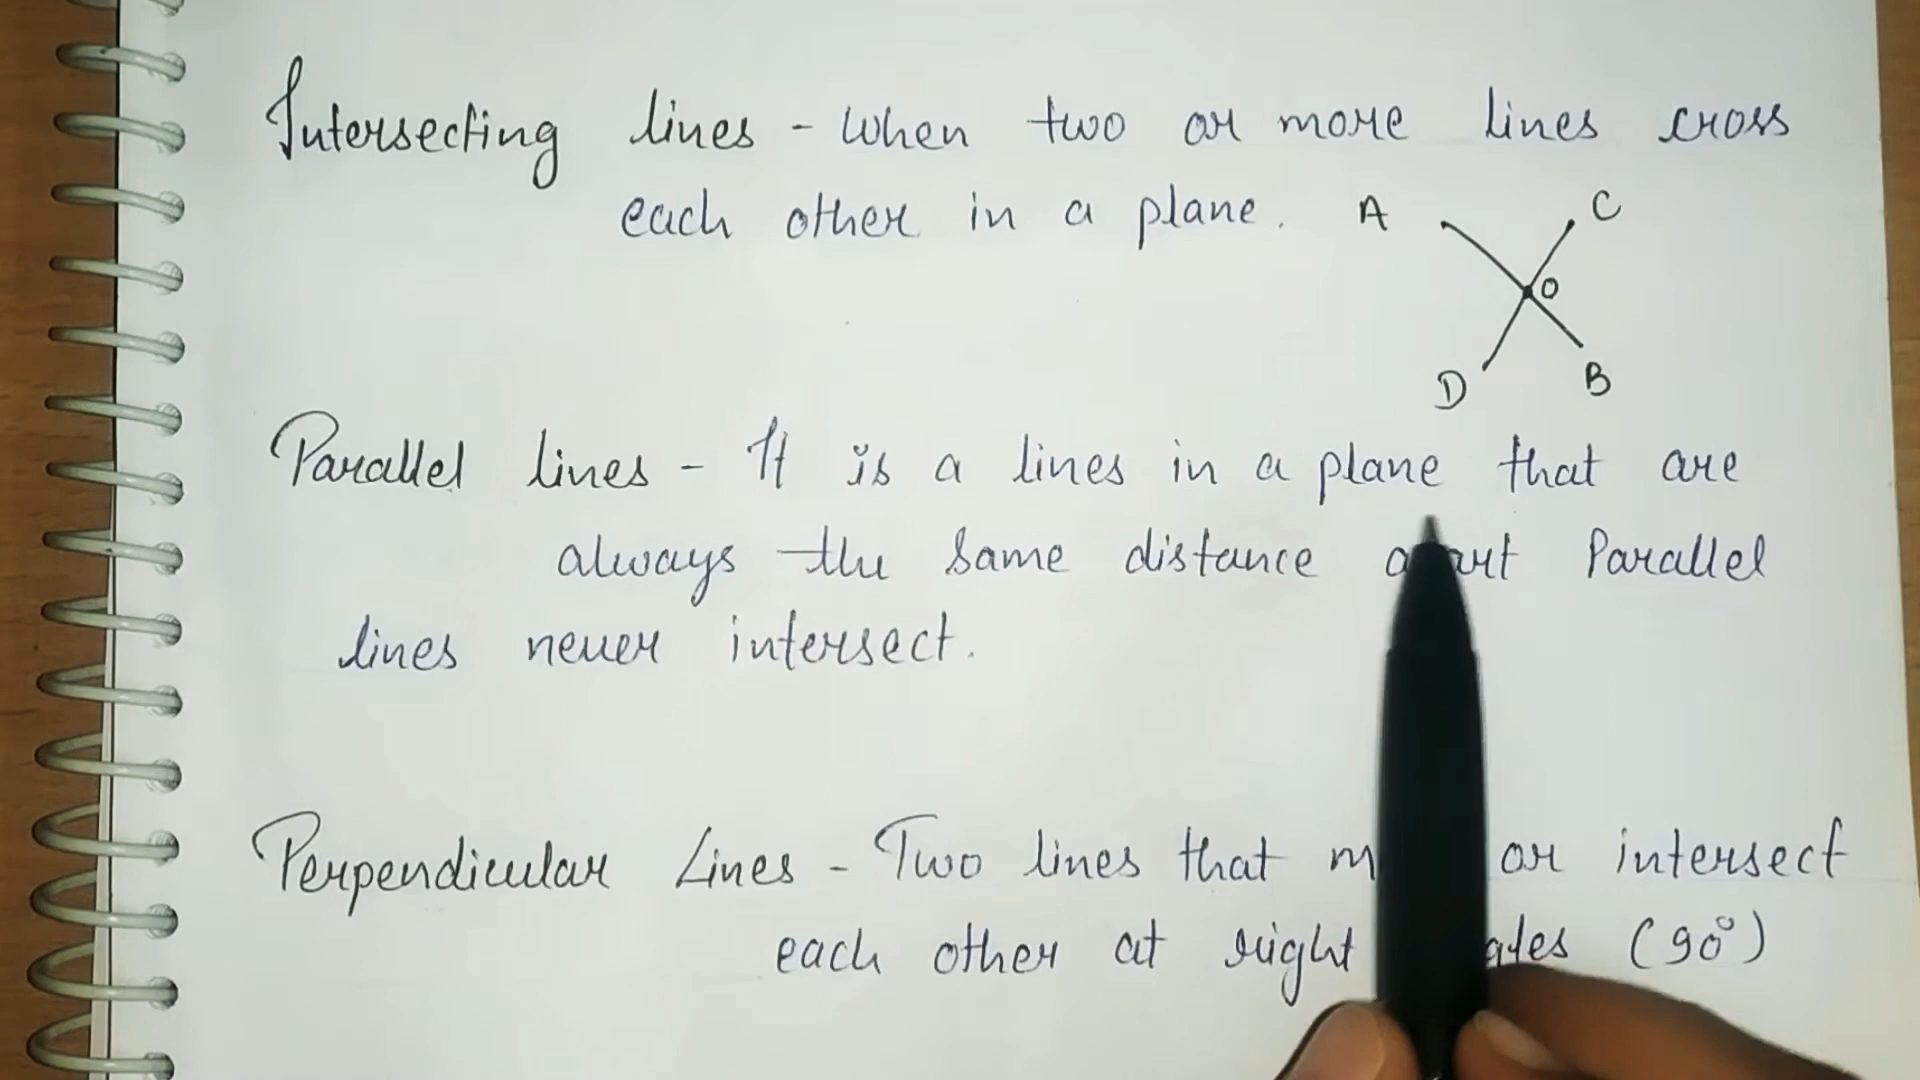 Intersecting lines - When two or more lines cross
each other in a plane.
A
C
O
D
B
Parallel lines - It is a lines in a plane that are
always the same distance apart Parallel
lines never intersect.
Perpendicular Lines - Two lines that or intersect
each other at right angles (90°)